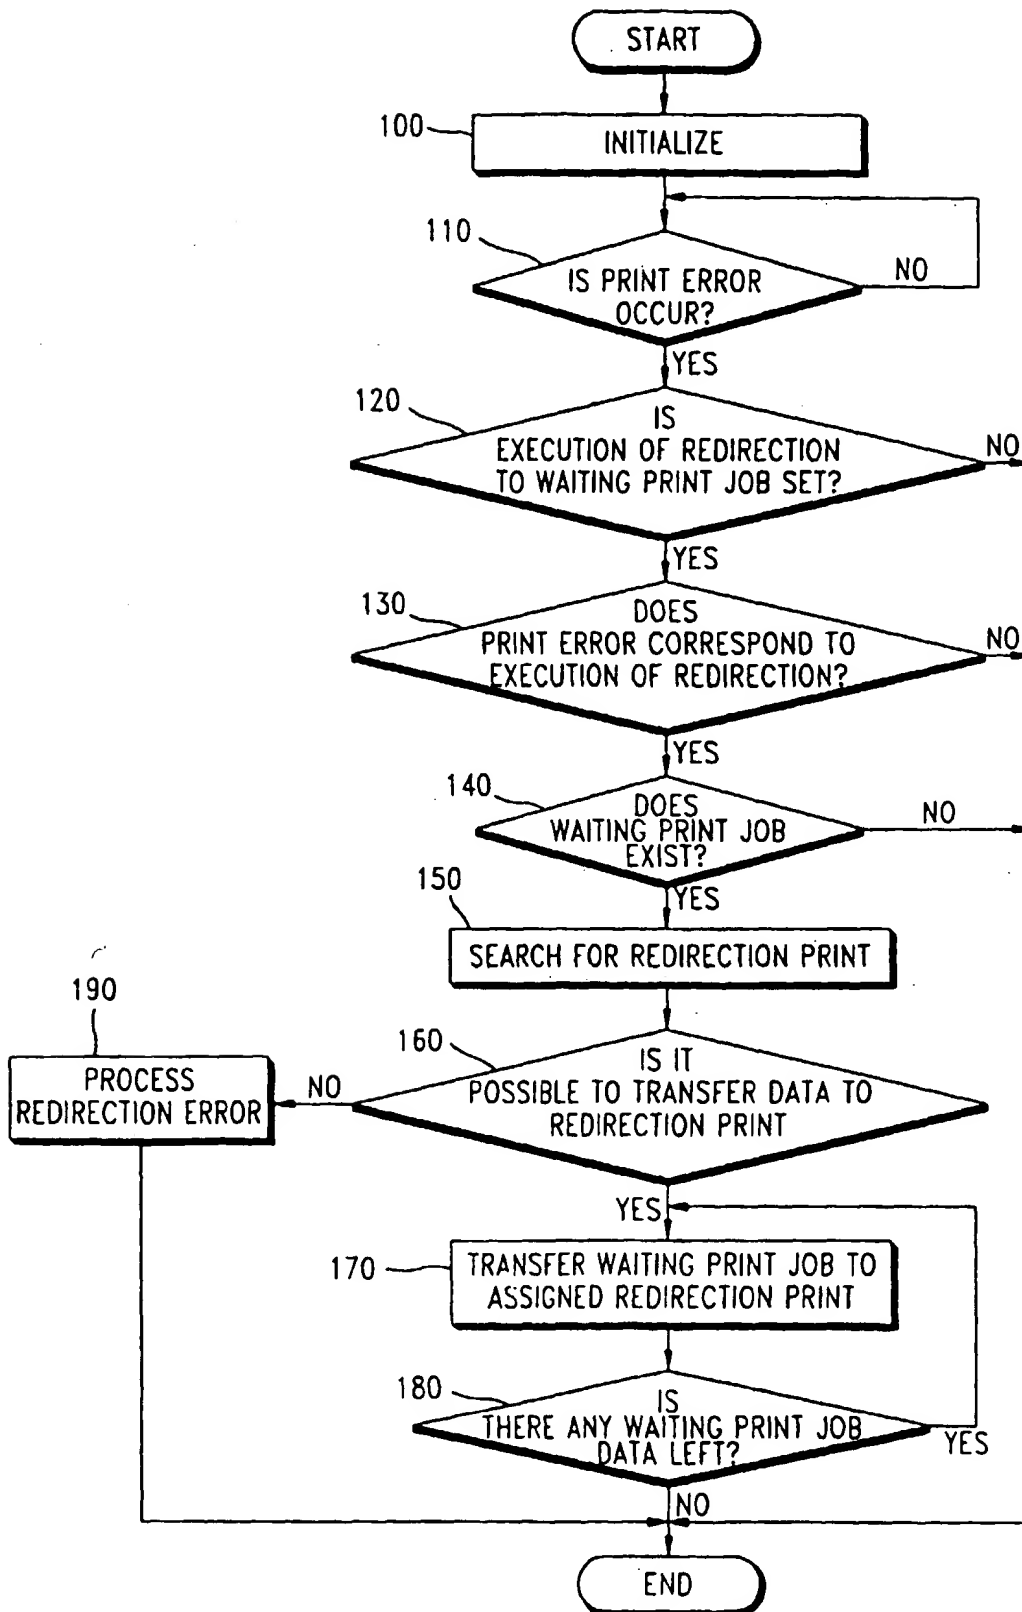 START
100
INITIALIZE
110
IS PRINT ERROR
OCCUR?
NO
YES
120
IS
EXECUTION OF REDIRECTION
TO WAITING PRINT JOB SET?
NO
YES
130
DOES
PRINT ERROR CORRESPOND TO
EXECUTION OF REDIRECTION?
NO
YES
140
DOES
WAITING PRINT JOB
EXIST?
NO
YES
150
SEARCH FOR REDIRECTION PRINT
190
PROCESS
REDIRECTION ERROR
NO
160
IS IT
POSSIBLE TO TRANSFER DATA TO
REDIRECTION PRINT
YES
170
TRANSFER WAITING PRINT JOB TO
ASSIGNED REDIRECTION PRINT
180
IS
THERE ANY WAITING PRINT JOB
DATA LEFT?
YES
NO
END